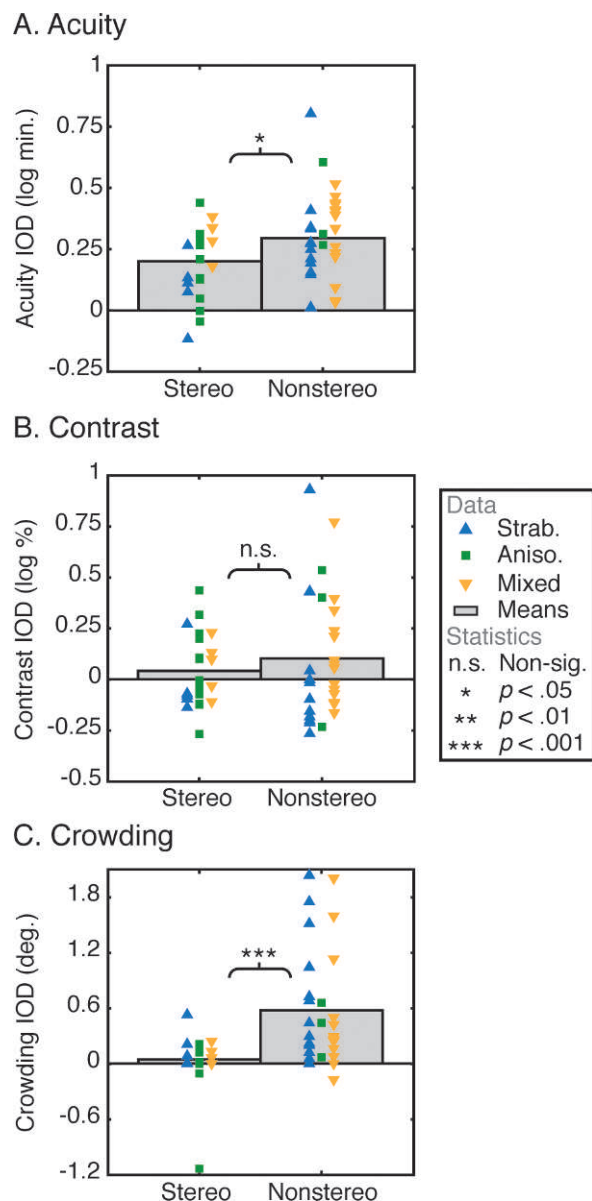 A. Acuity
1
0.75
0.5
0.25
0
-0.25
Acuity IOD (log min.)
*
Stereo Nonstereo
B. Contrast
1
0.75
0.5
0.25
0
-0.25
-0.5
Contrast IOD (log %)
n.s.
Stereo Nonstereo
Data
Strab.
Aniso.
Mixed
Means
Statistics
n.s. Non-sig.
* p < .05
** p < .01
*** p < .001
C. Crowding
1.8
1.2
0.6
0
-0.6
-1.2
Crowding IOD (deg.)
***
Stereo Nonstereo